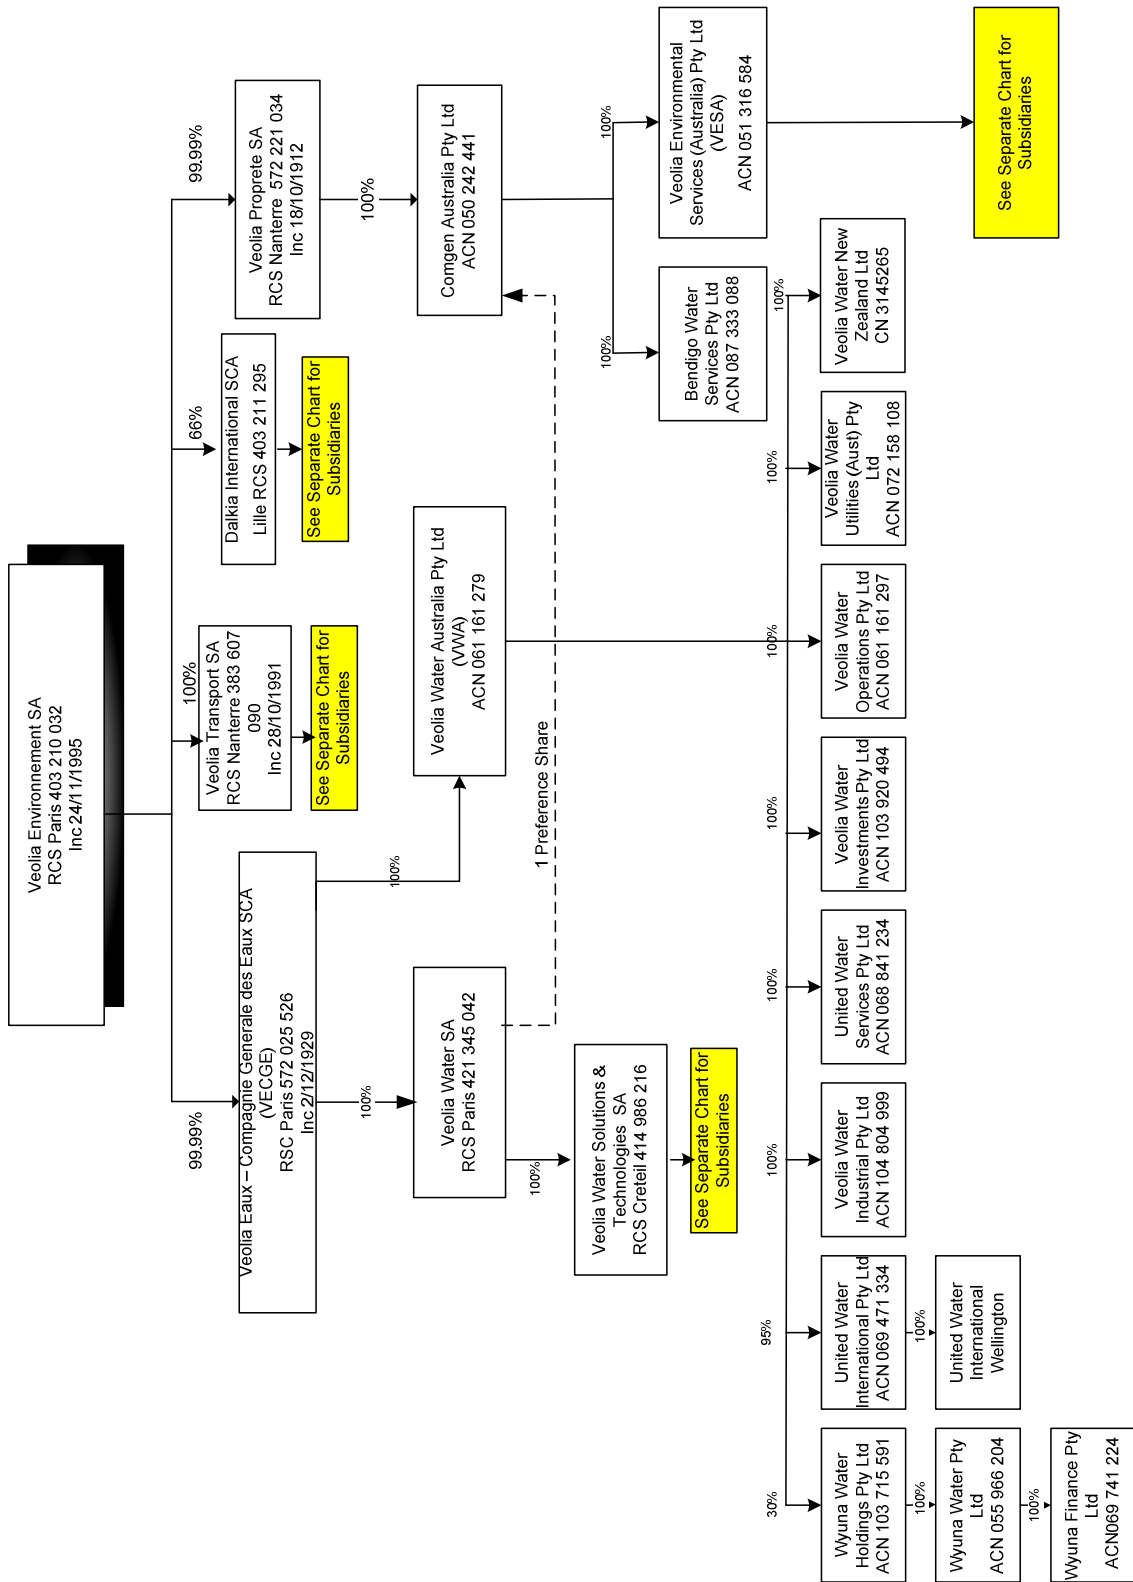 Veolia Environnement SA
RCS Paris 403 210 032
Inc 24/11/1995
99.99%
100%
66%
99.99%
Veolia Eaux – Compagnie Generale des Eaux SCA
(VECGE)
RSC Paris 572 025 526
Inc 2/12/1929
Veolia Transport SA
RCS Nanterre 383 607
090
Inc 28/10/1991
See Separate Chart for
Subsidiaries
Dalkia International SCA
Lille RCS 403 211 295
See Separate Chart for
Subsidiaries
Veolia Proprete SA
RCS Nanterre 572 221 034
Inc 18/10/1912
100%
100%
100%
Veolia Water SA
RCS Paris 421 345 042
Veolia Water Australia Pty Ltd
(VWA)
ACN 061 161 279
Comgen Australia Pty Ltd
ACN 050 242 441
1 Preference Share
100%
100%
100%
Veolia Water Solutions &
Technologies SA
RCS Creteil 414 986 216
See Separate Chart for
Subsidiaries
Bendigo Water
Services Pty Ltd
ACN 087 333 088
Veolia Environmental
Services (Australia) Pty Ltd
(VESA)
ACN 051 316 584
30%
95%
100%
100%
100%
100%
100%
100%
Wyuna Water
Holdings Pty Ltd
ACN 103 715 591
United Water
International Pty Ltd
ACN 069 471 334
Veolia Water
Industrial Pty Ltd
ACN 104 804 999
United Water
Services Pty Ltd
ACN 068 841 234
Veolia Water
Investments Pty Ltd
ACN 103 920 494
Veolia Water
Operations Pty Ltd
ACN 061 161 297
Veolia Water
Utilities (Aust) Pty
Ltd
ACN 072 158 108
Veolia Water New
Zealand Ltd
CN 3145265
100%
100%
Wyuna Water Pty
Ltd
ACN 055 966 204
United Water
International
Wellington
See Separate Chart for
Subsidiaries
100%
Wyuna Finance Pty
Ltd
ACN069 741 224